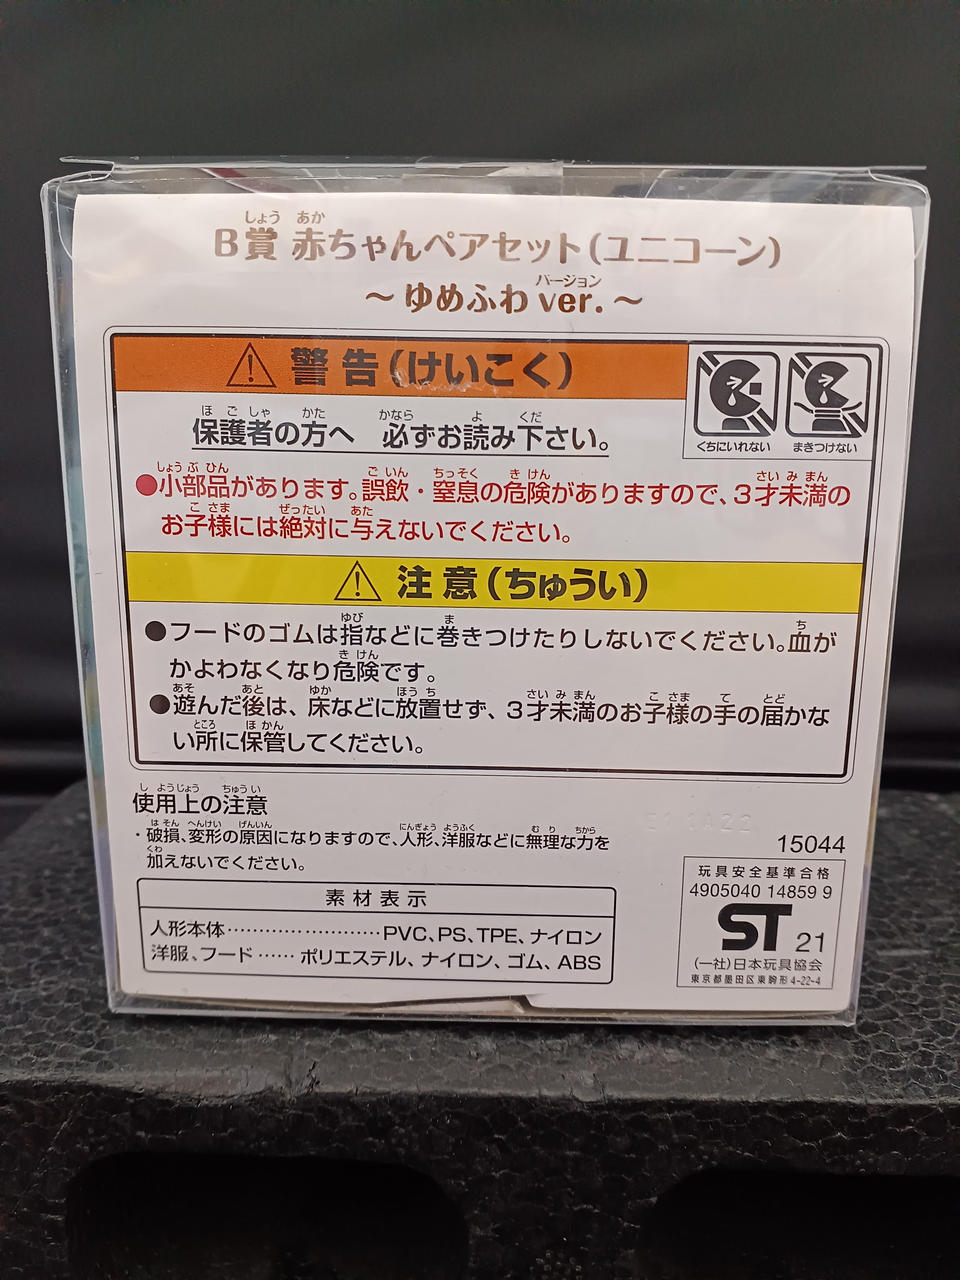 B賞 赤ちゃんペアセット(ユニコーン)
～ゆめふわver.～
⚠ 警告(けいこく)
くちにいれない
まきつけない
保護者の方へ 必ずお読み下さい。
●小部品があります。誤飲・窒息の危険がありますので、3才未満の
お子様には絶対に与えないでください。
⚠ 注意(ちゅうい)
●フードのゴムは指などに巻きつけたりしないでください。血が
かよわなくなり危険です。
●遊んだ後は、床などに放置せず、3才未満のお子様の手の届かな
い所に保管してください。
使用上の注意
・破損、変形の原因になりますので、人形、洋服などに無理な力を
加えないでください。
15044
素材表示
人形本体……………………PVC、PS、TPE、ナイロン
洋服、フード……ポリエステル、ナイロン、ゴム、ABS
玩具安全基準合格
4905040 14859 9
ST 21
(一社)日本玩具協会
東京都墨田区東駒形4-22-4